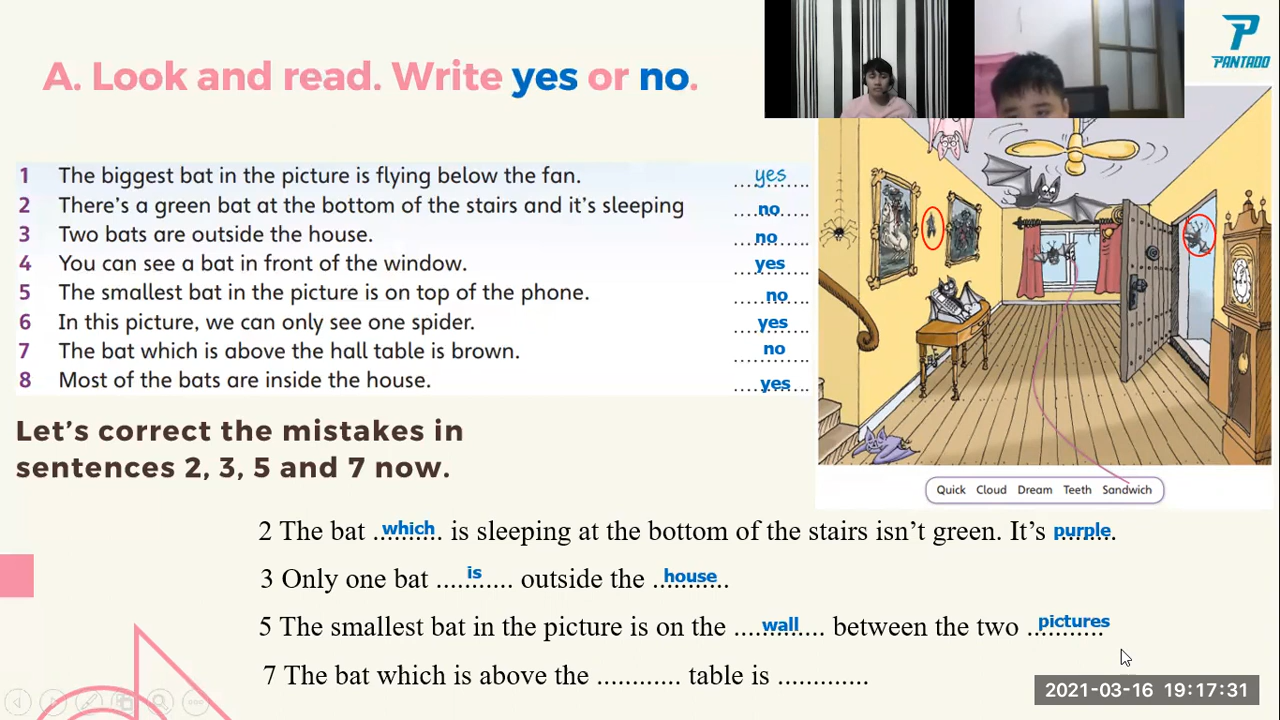 A. Look and read. Write yes or no.
PANTADO
1 The biggest bat in the picture is flying below the fan. ....yes....
2 There's a green bat at the bottom of the stairs and it's sleeping ....no....
3 Two bats are outside the house. ....no....
4 You can see a bat in front of the window. ....yes....
5 The smallest bat in the picture is on top of the phone. ....no....
6 In this picture, we can only see one spider. ....yes....
7 The bat which is above the hall table is brown. ....no....
8 Most of the bats are inside the house. ....yes....
Quick Cloud Dream Teeth Sandwich
Let's correct the mistakes in
sentences 2, 3, 5 and 7 now.
2 The bat ..which.. is sleeping at the bottom of the stairs isn't green. It's purple.
3 Only one bat ....is.... outside the ..house..
5 The smallest bat in the picture is on the ....wall.... between the two ..pictures
7 The bat which is above the ............ table is .............
2021-03-16 19:17:31